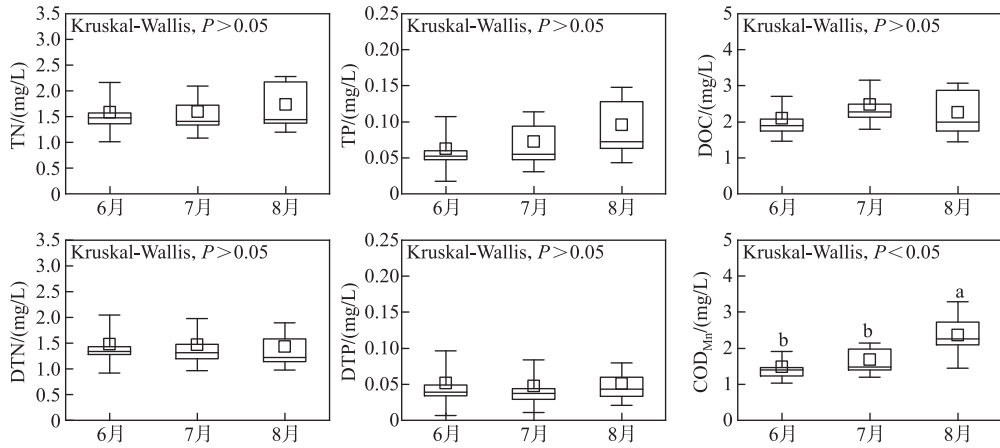 Kruskal-Wallis, P>0.05
TN/(mg/L)
3.5
3.0
2.5
2.0
1.5
1.0
0.5
0
6月 7月 8月
Kruskal-Wallis, P>0.05
TP/(mg/L)
0.25
0.20
0.15
0.10
0.05
0
6月 7月 8月
Kruskal-Wallis, P>0.05
DOC/(mg/L)
5
4
3
2
1
0
6月 7月 8月
Kruskal-Wallis, P>0.05
DTN/(mg/L)
3.5
3.0
2.5
2.0
1.5
1.0
0.5
0
6月 7月 8月
Kruskal-Wallis, P>0.05
DTP/(mg/L)
0.25
0.20
0.15
0.10
0.05
0
6月 7月 8月
Kruskal-Wallis, P<0.05
COD_Mn/(mg/L)
5
4
3
2
1
0
b b a
6月 7月 8月